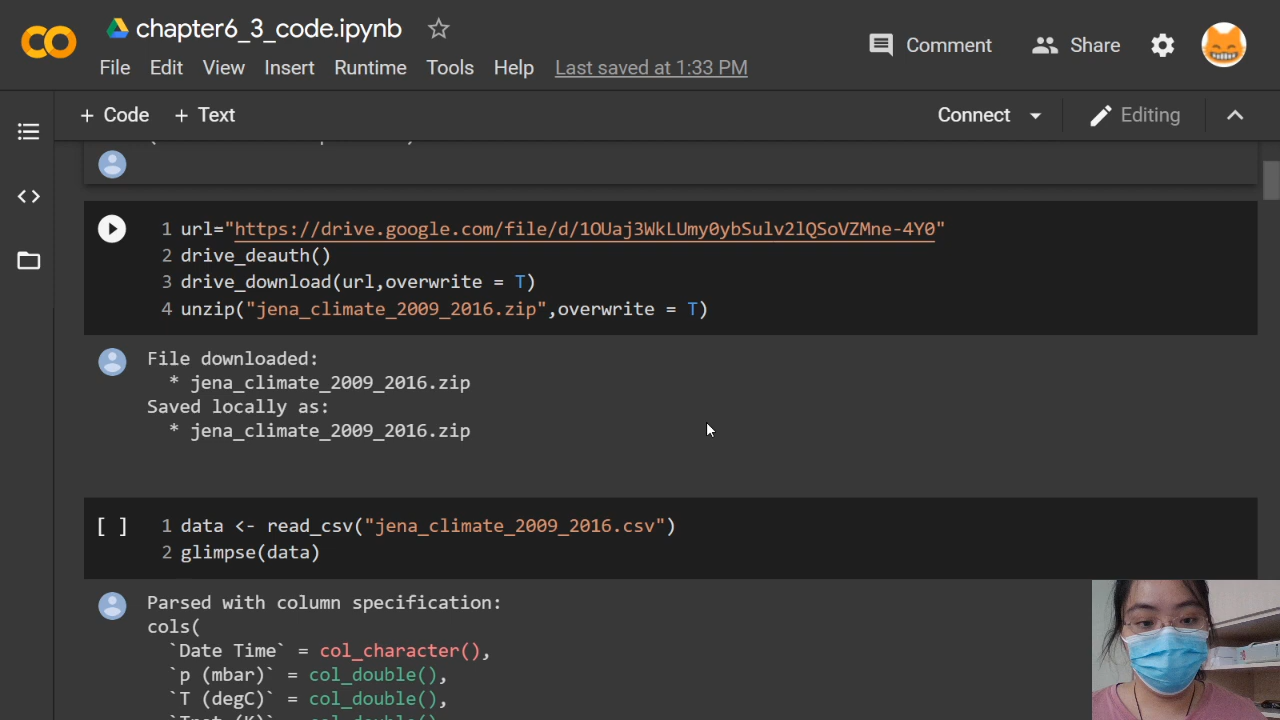 chapter6_3_code.ipynb
Comment
Share
File Edit View Insert Runtime Tools Help Last saved at 1:33 PM
+ Code + Text
Connect
Editing
1 url="https://drive.google.com/file/d/1OUaj3WkLUmy0ybSulv2lQSoVZMne-4Y0"
2 drive_deauth()
3 drive_download(url,overwrite = T)
4 unzip("jena_climate_2009_2016.zip",overwrite = T)
File downloaded:
* jena_climate_2009_2016.zip
Saved locally as:
* jena_climate_2009_2016.zip
[ ] 1 data <- read_csv("jena_climate_2009_2016.csv")
2 glimpse(data)
Parsed with column specification:
cols(
`Date Time` = col_character(),
`p (mbar)` = col_double(),
`T (degC)` = col_double(),